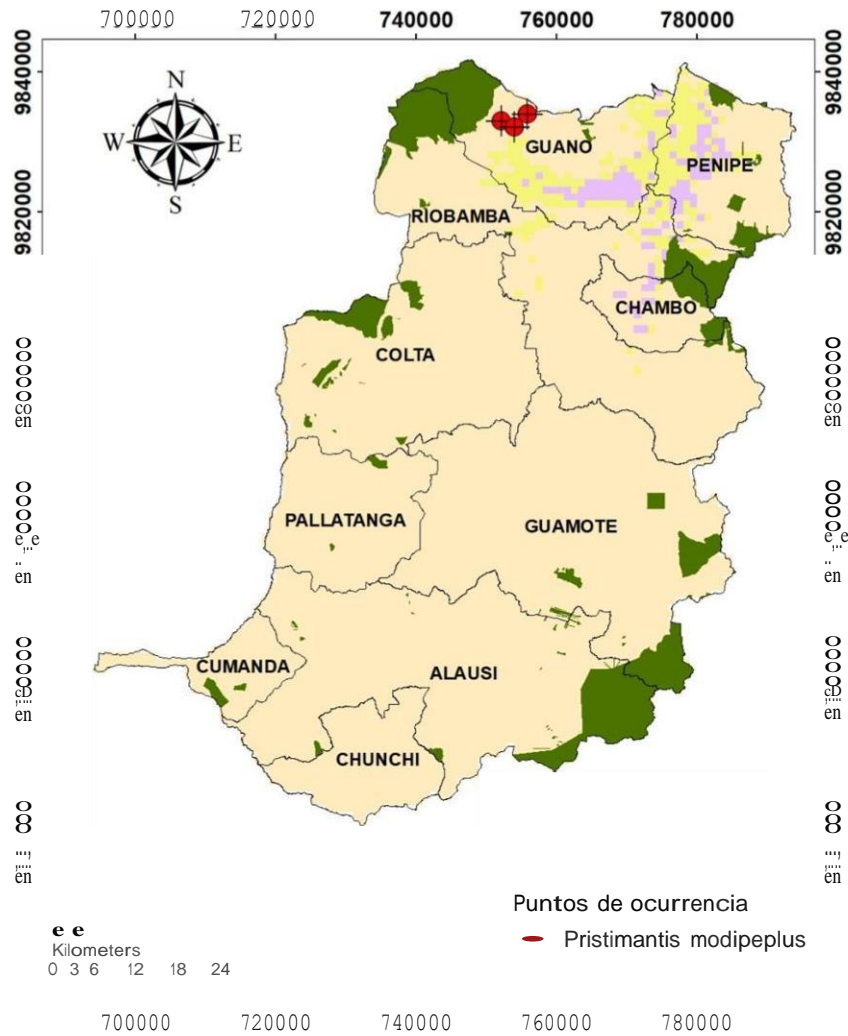 700000 720000 740000 760000 780000
9840000
9840000
N
W E
S
GUANO
PENIPE
9820000
RIOBAMBA
9820000
CHAMBO
COLTA
PALLATANGA
GUAMOTE
CUMANDA
ALAUSI
CHUNCHI
Puntos de ocurrencia
Pristimantis modipeplus
e e
Kilometers
0 3 6 12 18 24
700000 720000 740000 760000 780000